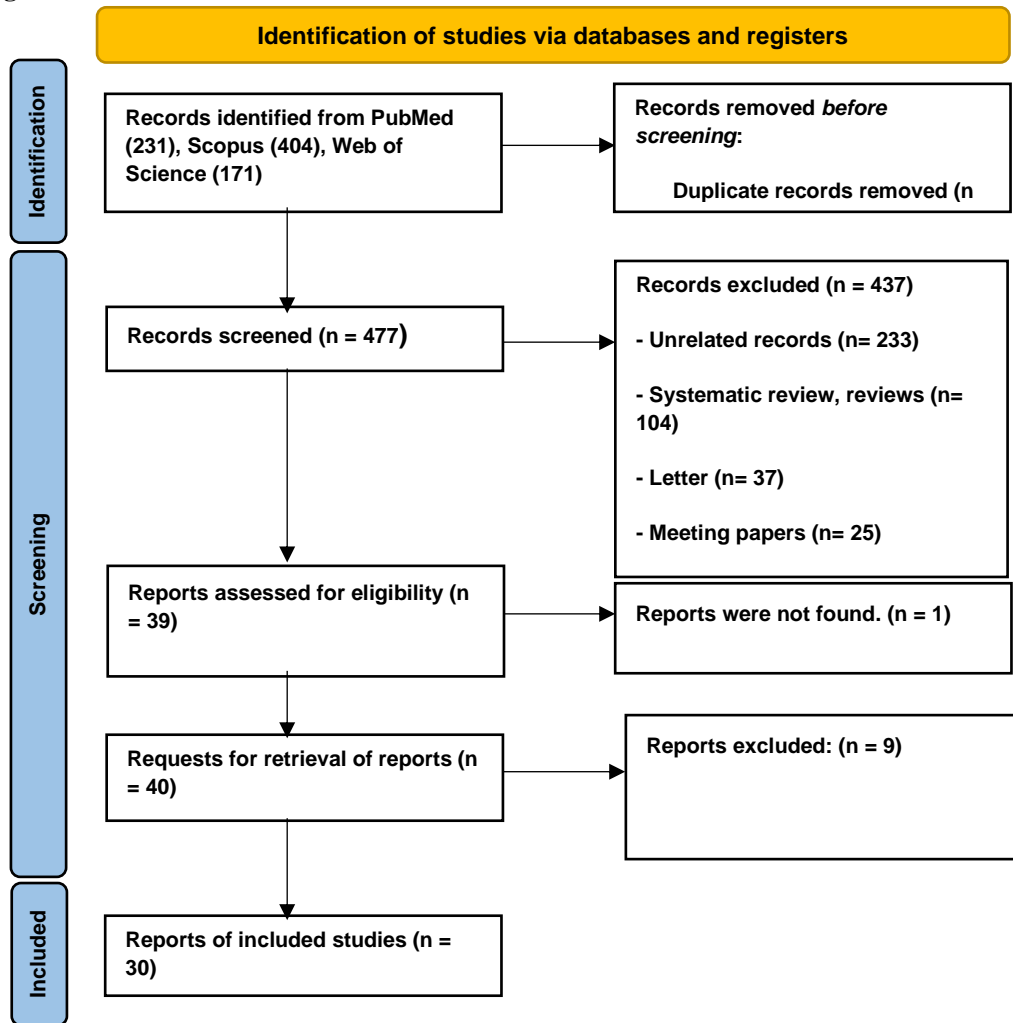 Identification of studies via databases and registers
Identification
Records identified from PubMed
(231), Scopus (404), Web of
Science (171)
Records removed before
screening:
Duplicate records removed (n
Screening
Records screened (n = 477)
Records excluded (n = 437)
- Unrelated records (n= 233)
- Systematic review, reviews (n=
104)
- Letter (n= 37)
- Meeting papers (n= 25)
Reports assessed for eligibility (n
= 39)
Reports were not found. (n = 1)
Requests for retrieval of reports (n
= 40)
Reports excluded: (n = 9)
Included
Reports of included studies (n =
30)